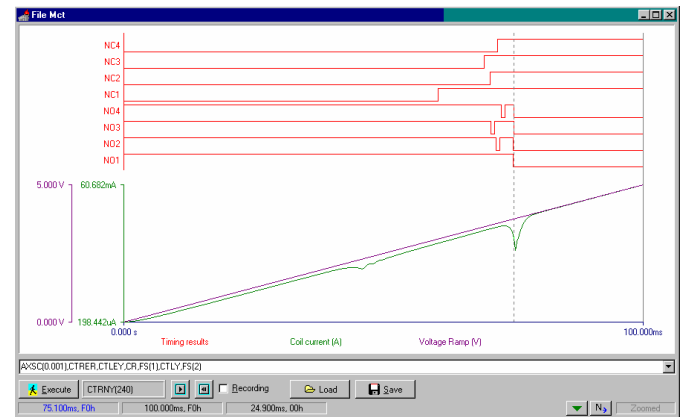 File Mct
NC4
NC3
NC2
NC1
NO4
NO3
NO2
NO1
5.000 V 60.682mA
0.000 V 198.442uA
0.000 s 100.000ms
Timing results Coil current (A) Voltage Ramp (V)
AXSC(0.001),CTRER,CTLEY,CR,FS(1),CTLY,FS(2)
Execute CTRNY(240) Recording Load Save
75.100ms, F0h 100.000ms, F0h 24.900ms, 00h N Zoomed